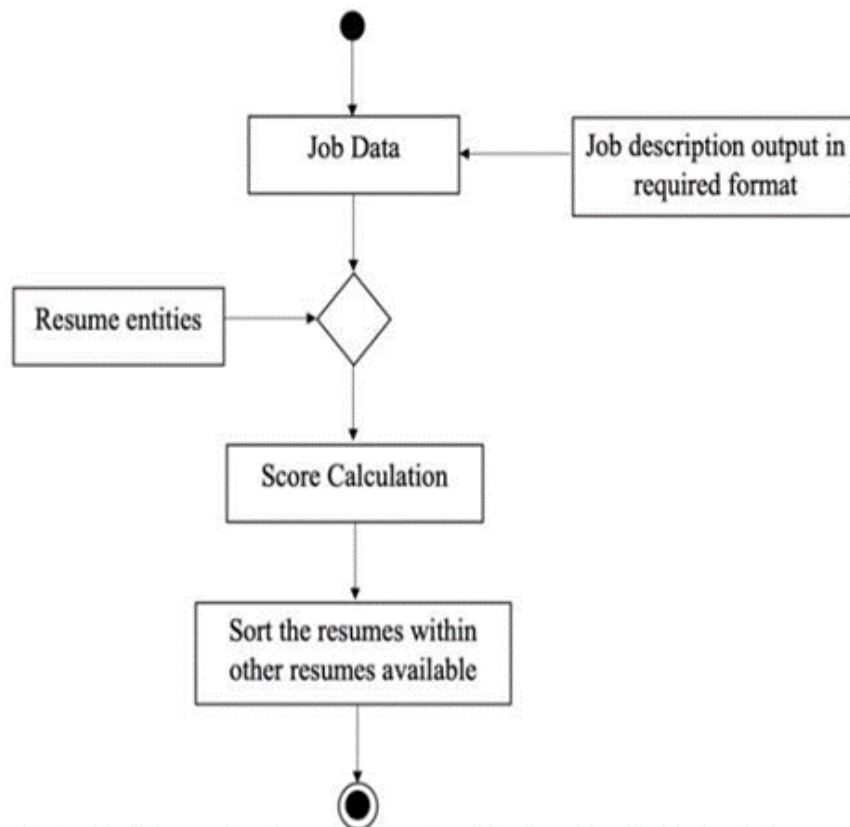 Job Data
Job description output in
required format
Resume entities
Score Calculation
Sort the resumes within
other resumes available